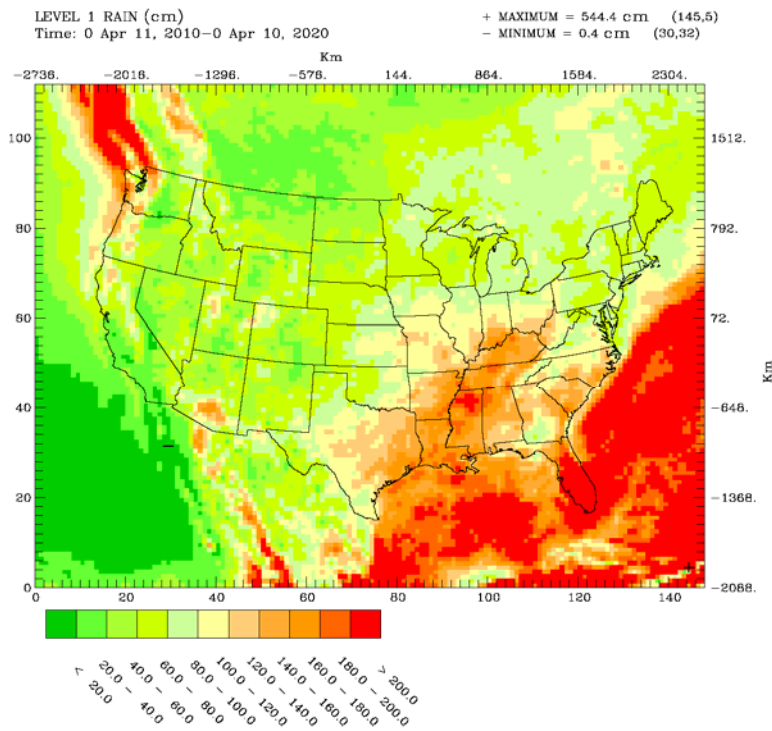 LEVEL 1 RAIN (cm)
Time: 0 Apr 11, 2010-0 Apr 10, 2020
+ MAXIMUM = 544.4 cm (145,5)
- MINIMUM = 0.4 cm (30,32)
Km
-2736. -2016. -1296. -576. 144. 864. 1584. 2304.
100 1512.
80 792.
60 72.
Km
40 -648.
20 -1368.
0 -2088.
0 20 40 60 80 100 120 140
< 20.0
20.0 - 40.0
40.0 - 60.0
60.0 - 80.0
80.0 - 100.0
100.0 - 120.0
120.0 - 140.0
140.0 - 160.0
160.0 - 180.0
180.0 - 200.0
> 200.0